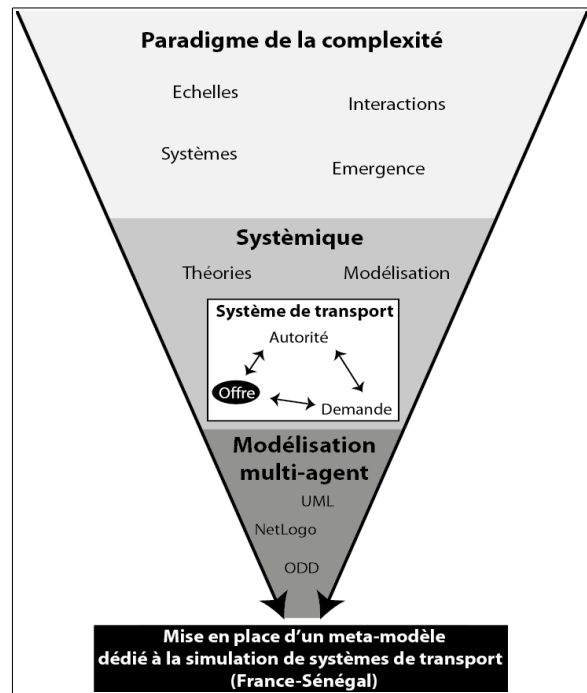 Paradigme de la complexité
Echelles
Interactions
Systèmes
Emergence
Systèmique
Théories Modélisation
Système de transport
Autorité
Offre
Demande
Modélisation
multi-agent
UML
NetLogo
ODD
Mise en place d'un meta-modèle
dédié à la simulation de systèmes de transport
(France-Sénégal)